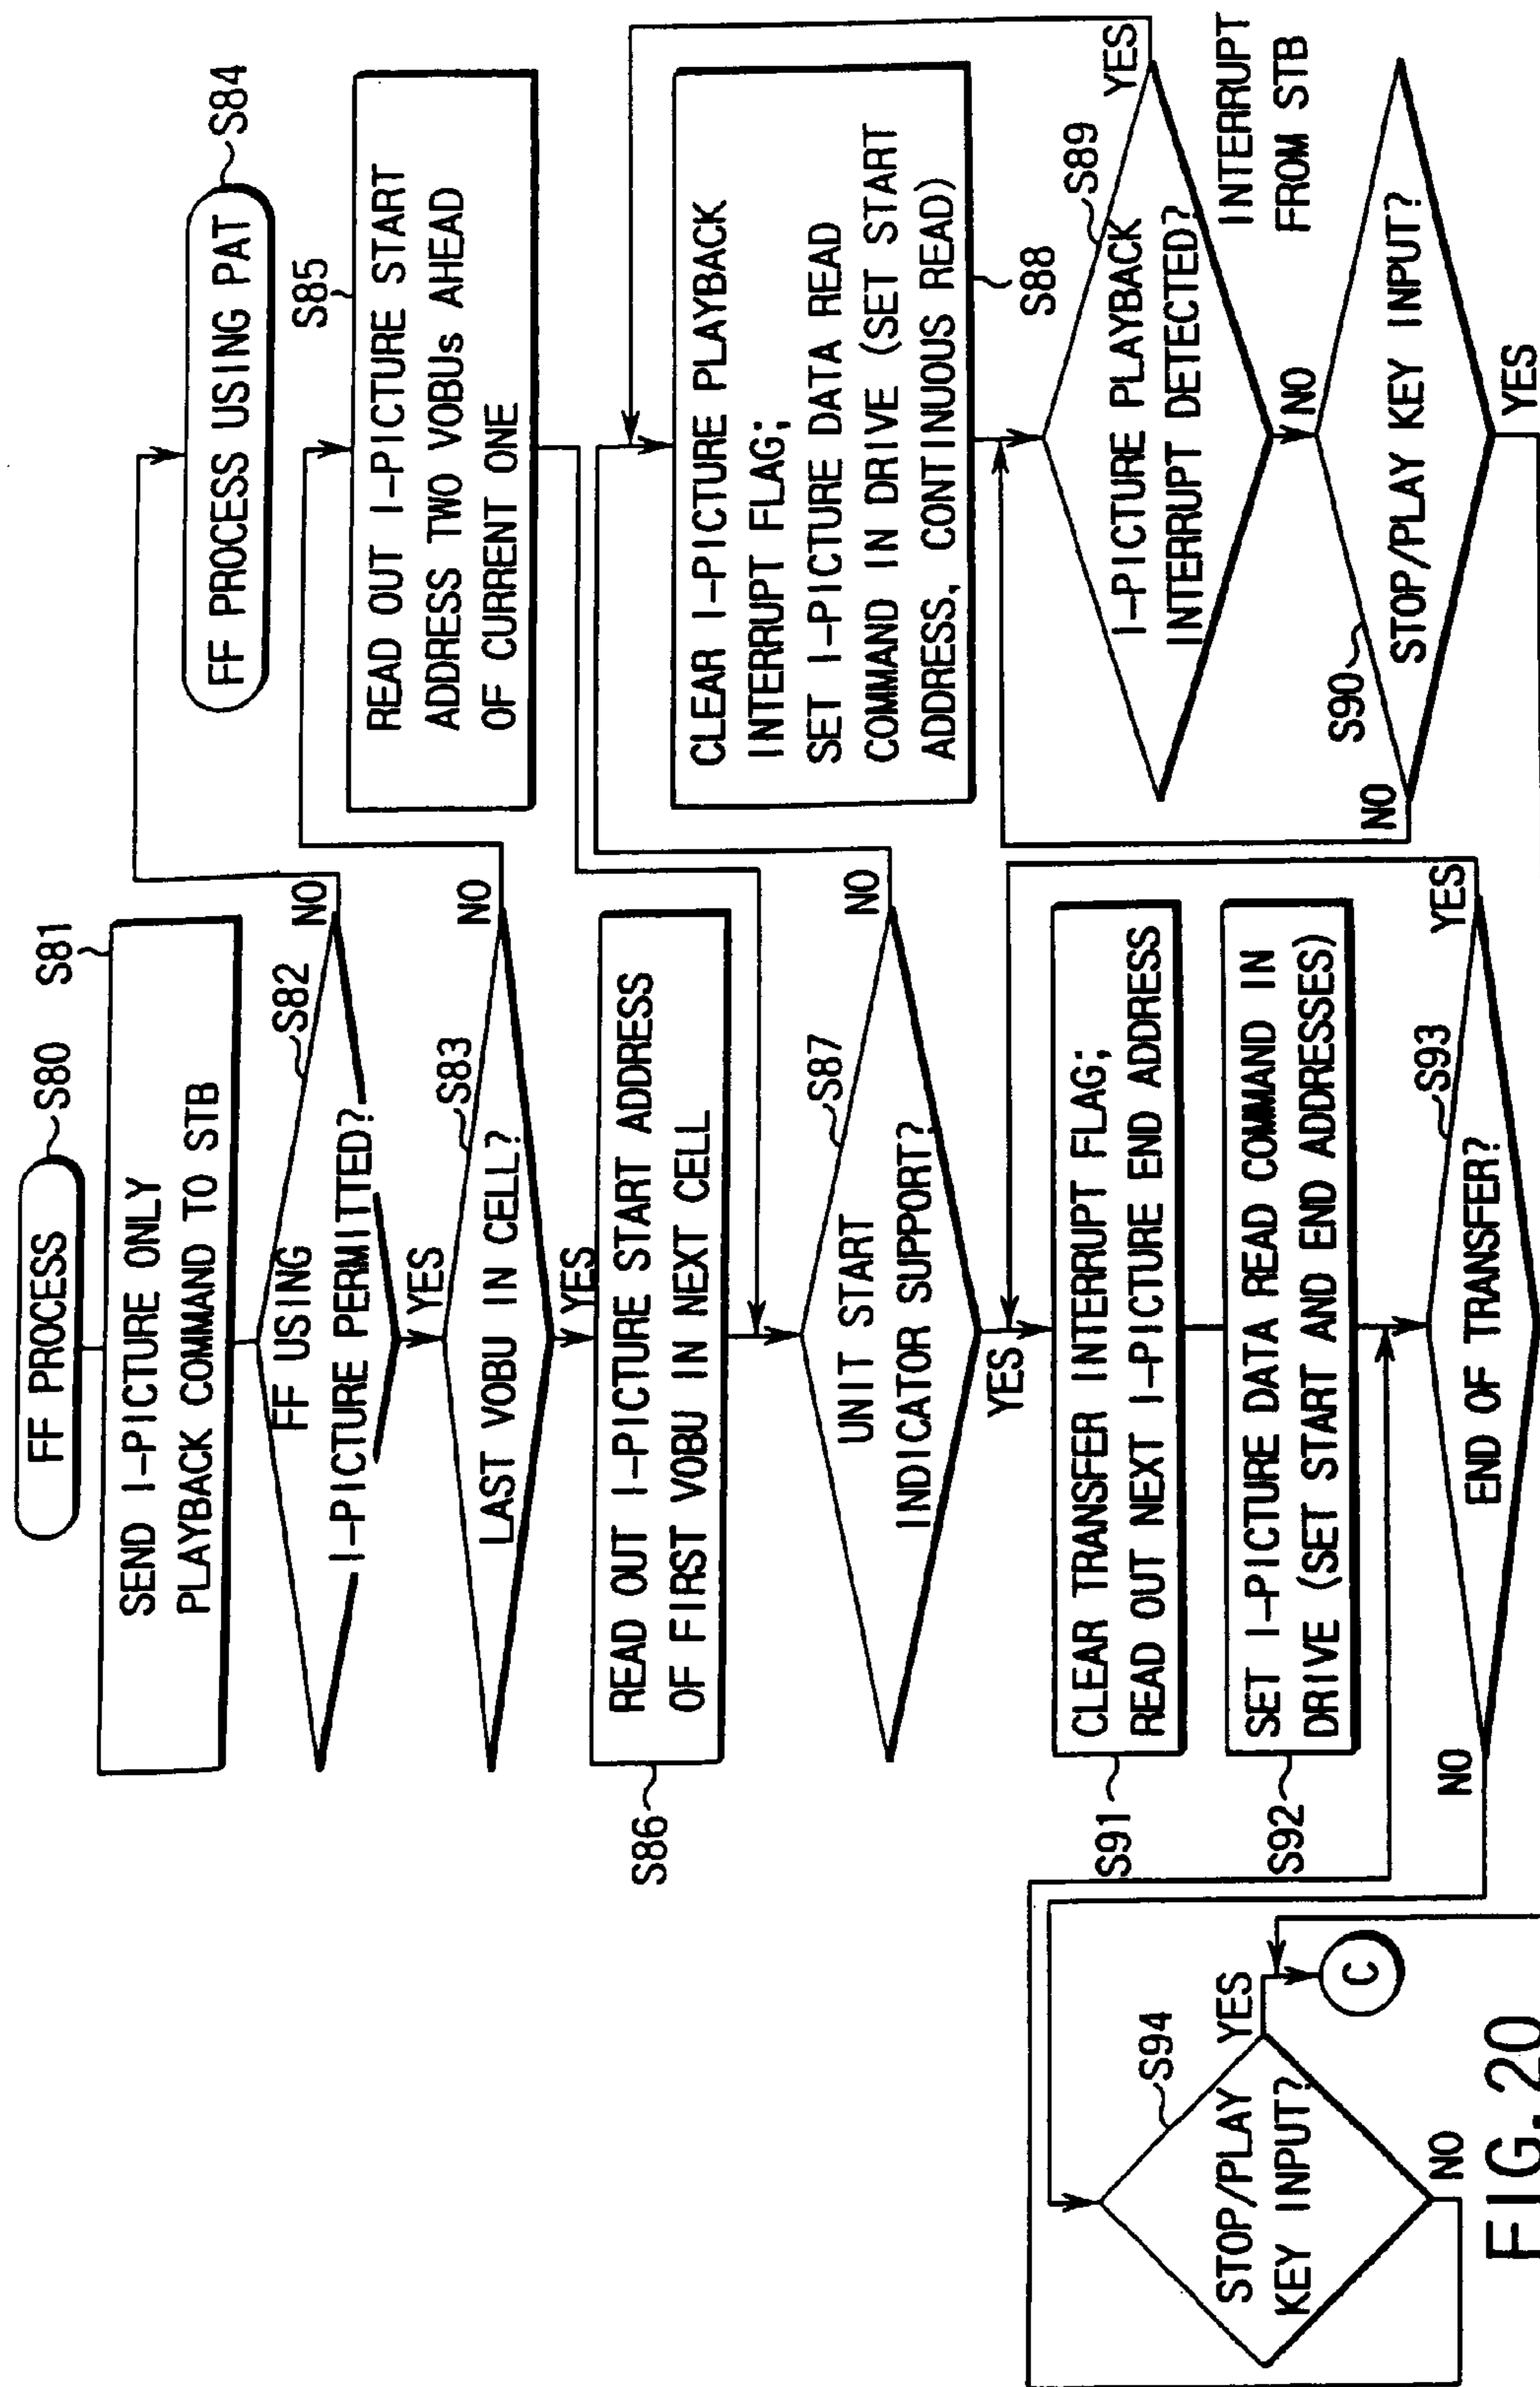 FF PROCESS
S80
S81
SEND I-PICTURE ONLY
PLAYBACK COMMAND TO STB
S82
FF USING
I-PICTURE PERMITTED?
NO
YES
FF PROCESS USING PAT
S84
S83
LAST VOBU IN CELL?
NO
YES
S85
READ OUT I-PICTURE START
ADDRESS TWO VOBUs AHEAD
OF CURRENT ONE
READ OUT I-PICTURE START ADDRESS
OF FIRST VOBU IN NEXT CELL
S86
S87
UNIT START
INDICATOR SUPPORT?
NO
YES
CLEAR I-PICTURE PLAYBACK
INTERRUPT FLAG;
SET I-PICTURE DATA READ
COMMAND IN DRIVE (SET START
ADDRESS, CONTINUOUS READ)
S88
S89
I-PICTURE PLAYBACK
INTERRUPT DETECTED?
YES
NO
INTERRUPT
FROM STB
S90
STOP/PLAY KEY INPUT?
NO
YES
CLEAR TRANSFER INTERRUPT FLAG;
READ OUT NEXT I-PICTURE END ADDRESS
S91
SET I-PICTURE DATA READ COMMAND IN
DRIVE (SET START AND END ADDRESSES)
S92
S93
END OF TRANSFER?
YES
NO
S94
STOP/PLAY
KEY INPUT?
YES
NO
C
FIG. 20